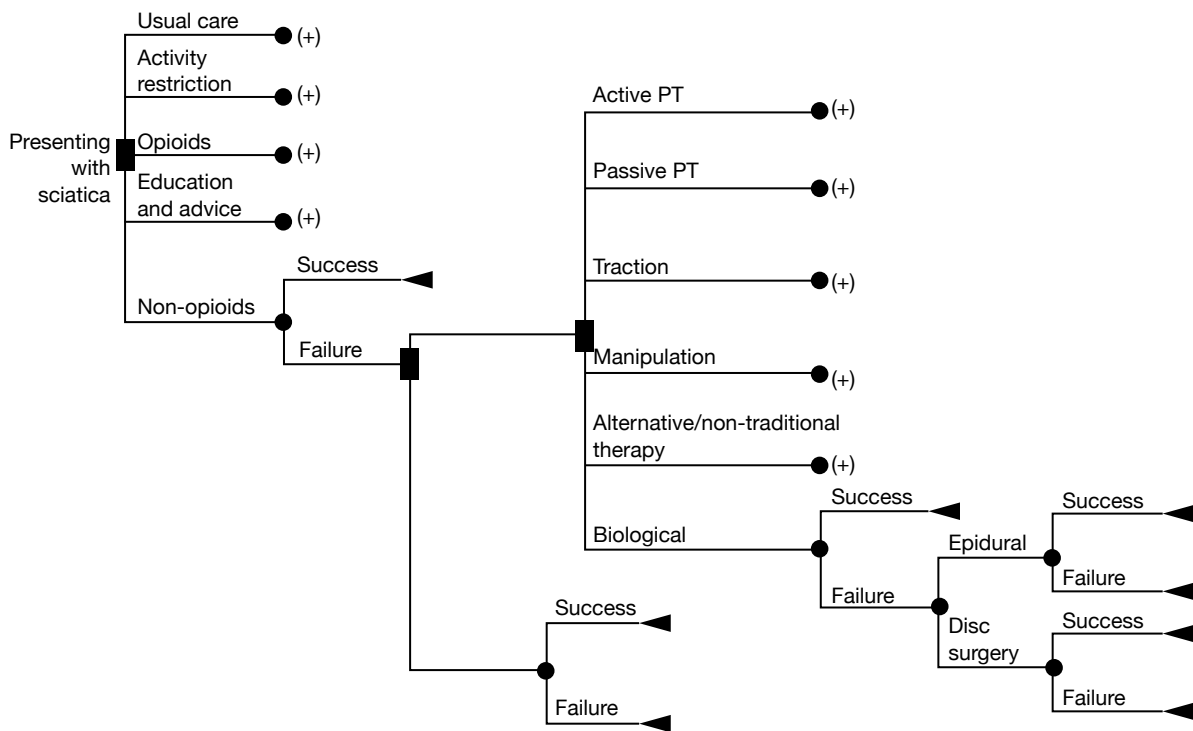 Usual care
(+)
Activity
restriction
(+)
Presenting
with
sciatica
Opioids
(+)
Education
and advice
(+)
Non-opioids
Success
Failure
Active PT
(+)
Passive PT
(+)
Traction
(+)
Manipulation
(+)
Alternative/non-traditional
therapy
(+)
Biological
Success
Failure
Epidural
Success
Failure
Disc
surgery
Success
Failure
Success
Failure